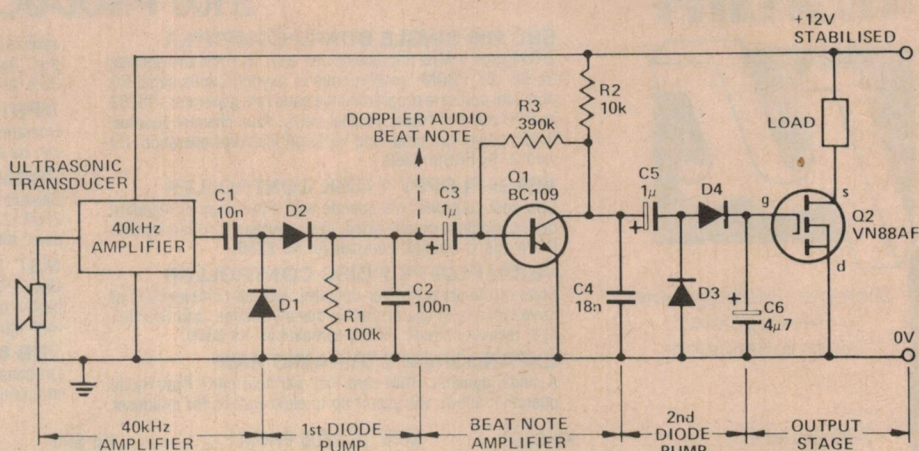 +12V
STABILISED
R2
10k
R3
390k
DOPPLER AUDIO
BEAT NOTE
LOAD
ULTRASONIC
TRANSDUCER
C1
10n
D2
C3
1μ
+
Q1
BC109
C5
1μ
+
D4
g
s
Q2
VN88AF
d
40kHz
AMPLIFIER
D1
R1
100k
C2
100n
C4
18n
D3
+
C6
4μ7
0V
40kHz
AMPLIFIER
1st DIODE
PUMP
BEAT NOTE
AMPLIFIER
2nd
DIODE
PUMP
OUTPUT
STAGE